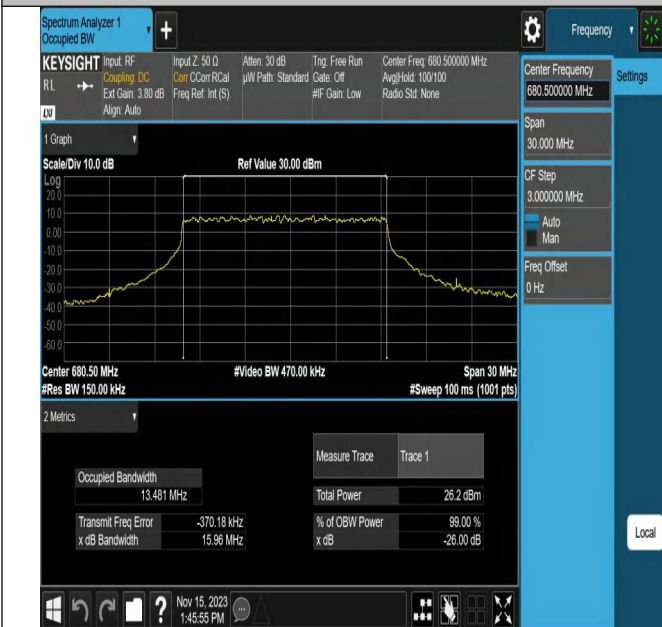 Spectrum Analyzer 1
Occupied BW
+
Frequency
KEYSIGHT
Input: RF
Input Z: 50 Ω
Atten: 30 dB
Trig: Free Run
Center Freq: 680.500000 MHz
RL
Coupling: DC
Corr CCorr RCal
µW Path: Standard
Gate: Off
Avg|Hold: 100/100
Ext Gain: 3.80 dB
Freq Ref: Int (S)
#IF Gain: Low
Radio Std: None
LXI
Align: Auto
Center Frequency
680.500000 MHz
Settings
Span
30.000 MHz
CF Step
3.000000 MHz
Auto
Man
Freq Offset
0 Hz
1 Graph
Scale/Div 10.0 dB
Ref Value 30.00 dBm
Log
20.0
10.0
0.00
-10.0
-20.0
-30.0
-40.0
-50.0
-60.0
Center 680.50 MHz
#Video BW 470.00 kHz
Span 30 MHz
#Res BW 150.00 kHz
#Sweep 100 ms (1001 pts)
2 Metrics
Measure Trace
Trace 1
Occupied Bandwidth
13.481 MHz
Total Power
26.2 dBm
Transmit Freq Error
-370.18 kHz
% of OBW Power
99.00 %
x dB Bandwidth
15.96 MHz
x dB
-26.00 dB
Local
?
Nov 15, 2023
1:45:55 PM